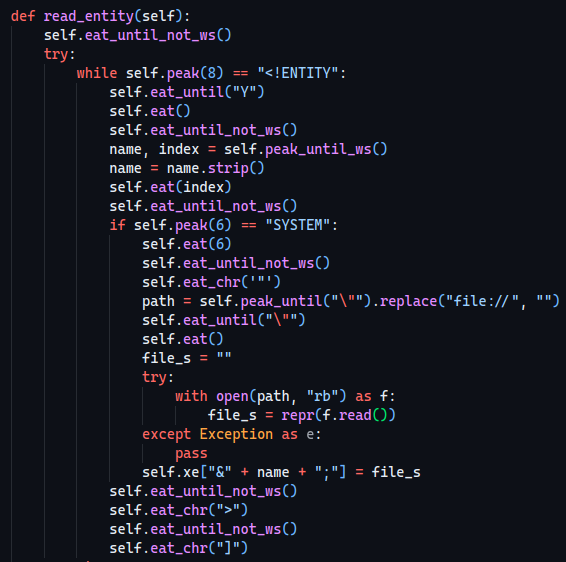 def read_entity(self):
    self.eat_until_not_ws()
    try:
        while self.peak(8) == "<!ENTITY":
            self.eat_until("Y")
            self.eat()
            self.eat_until_not_ws()
            name, index = self.peak_until_ws()
            name = name.strip()
            self.eat(index)
            self.eat_until_not_ws()
            if self.peak(6) == "SYSTEM":
                self.eat(6)
                self.eat_until_not_ws()
                self.eat_chr('"')
                path = self.peak_until("\"").replace("file://", "")
                self.eat_until("\"")
                self.eat()
                file_s = ""
                try:
                    with open(path, "rb") as f:
                        file_s = repr(f.read())
                except Exception as e:
                    pass
                self.xe["&" + name + ";"] = file_s
            self.eat_until_not_ws()
            self.eat_chr(">")
            self.eat_until_not_ws()
            self.eat_chr("]")